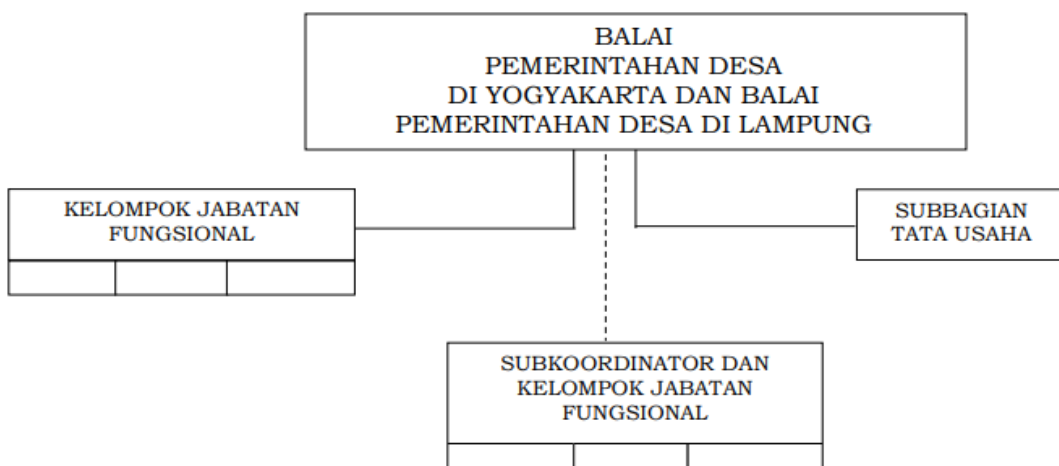 BALAI
PEMERINTAHAN DESA
DI YOGYAKARTA DAN BALAI
PEMERINTAHAN DESA DI LAMPUNG
KELOMPOK JABATAN
FUNGSIONAL
SUBBAGIAN
TATA USAHA
SUBKOORDINATOR DAN
KELOMPOK JABATAN
FUNGSIONAL